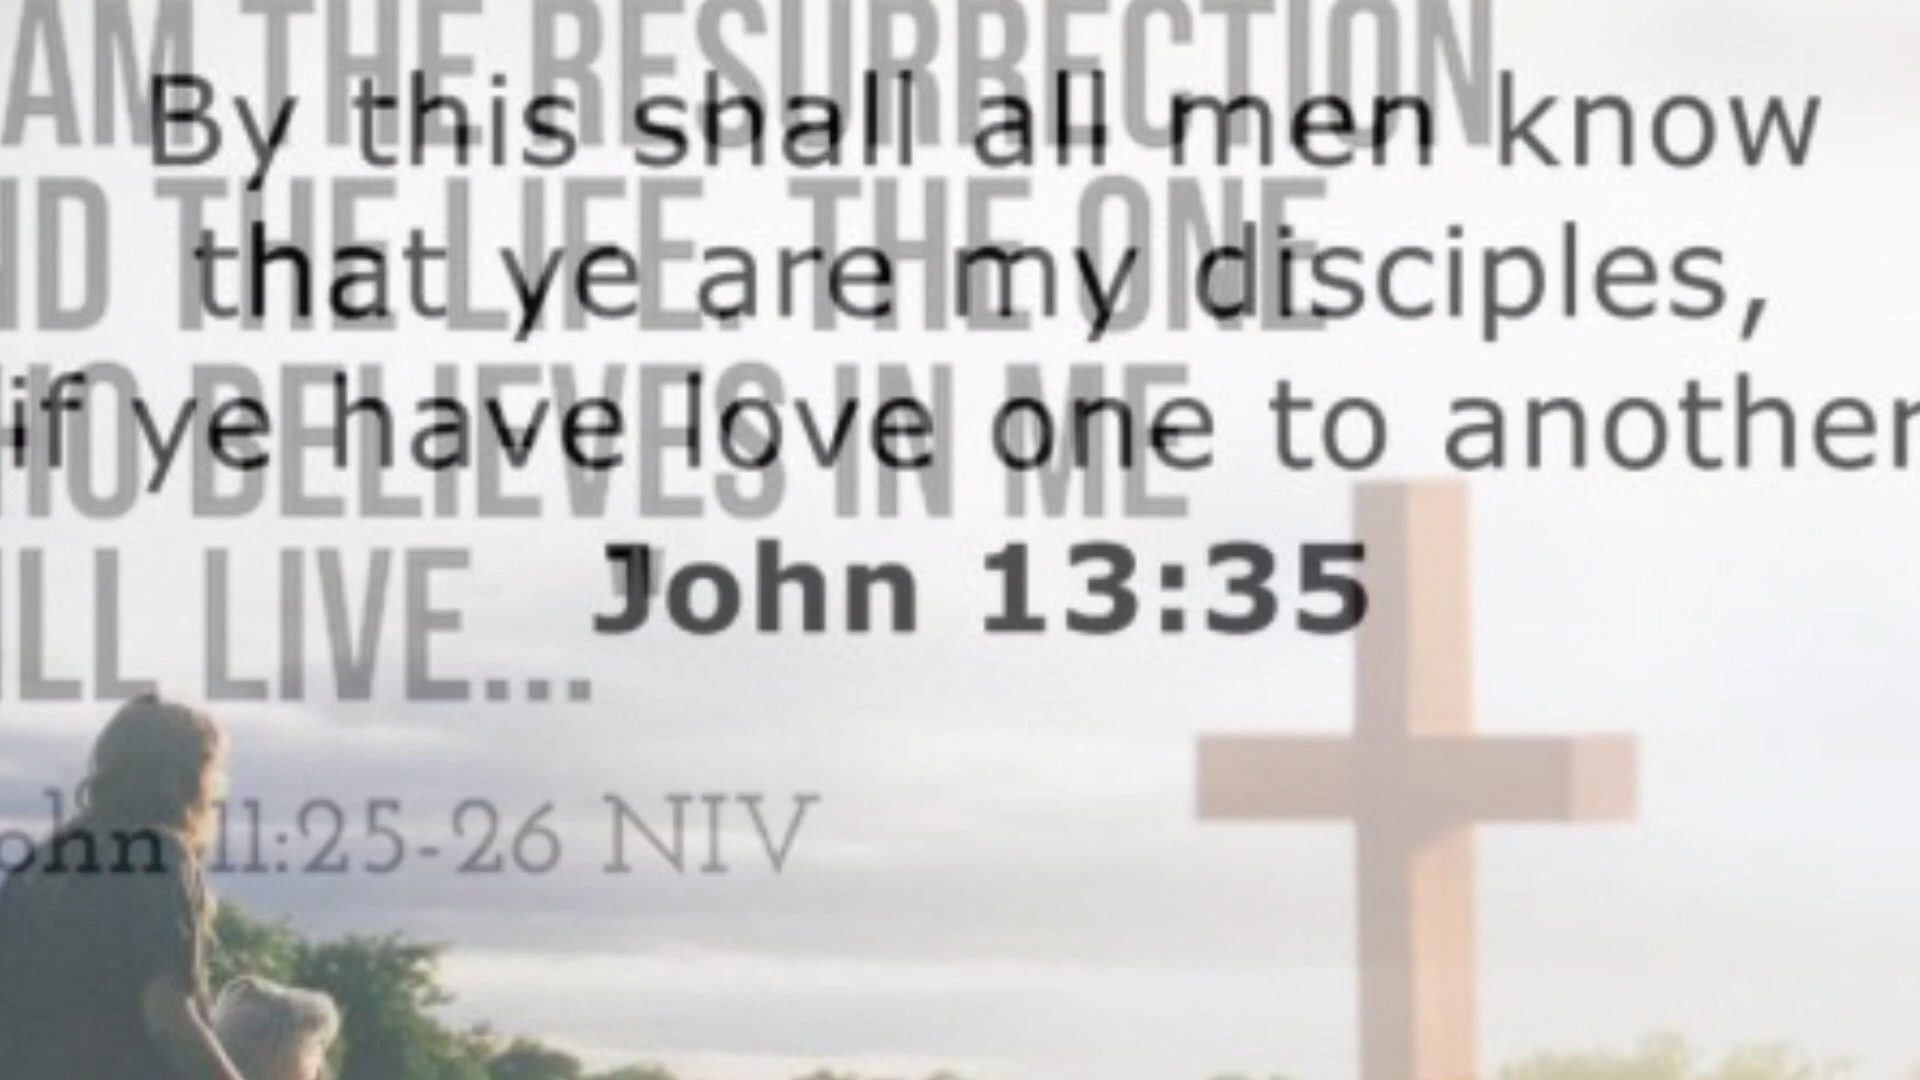 AM THE RESURRECTION
ND THE LIFE. THE ONE
HO BELIEVES IN ME
ILL LIVE...
ohn 11:25-26 NIV
By this shall all men know
that ye are my disciples,
if ye have love one to another
John 13:35